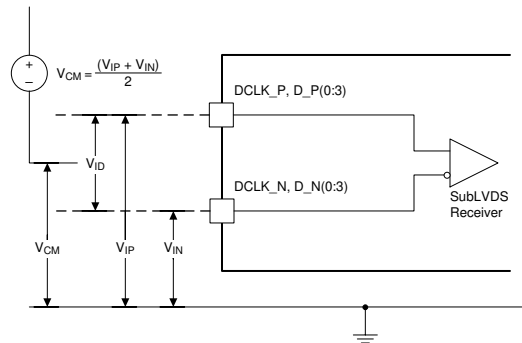 +
−
V_CM = (V_IP + V_IN) / 2
DCLK_P, D_P(0:3)
V_ID
DCLK_N, D_N(0:3)
SubLVDS
Receiver
V_CM
V_IP
V_IN